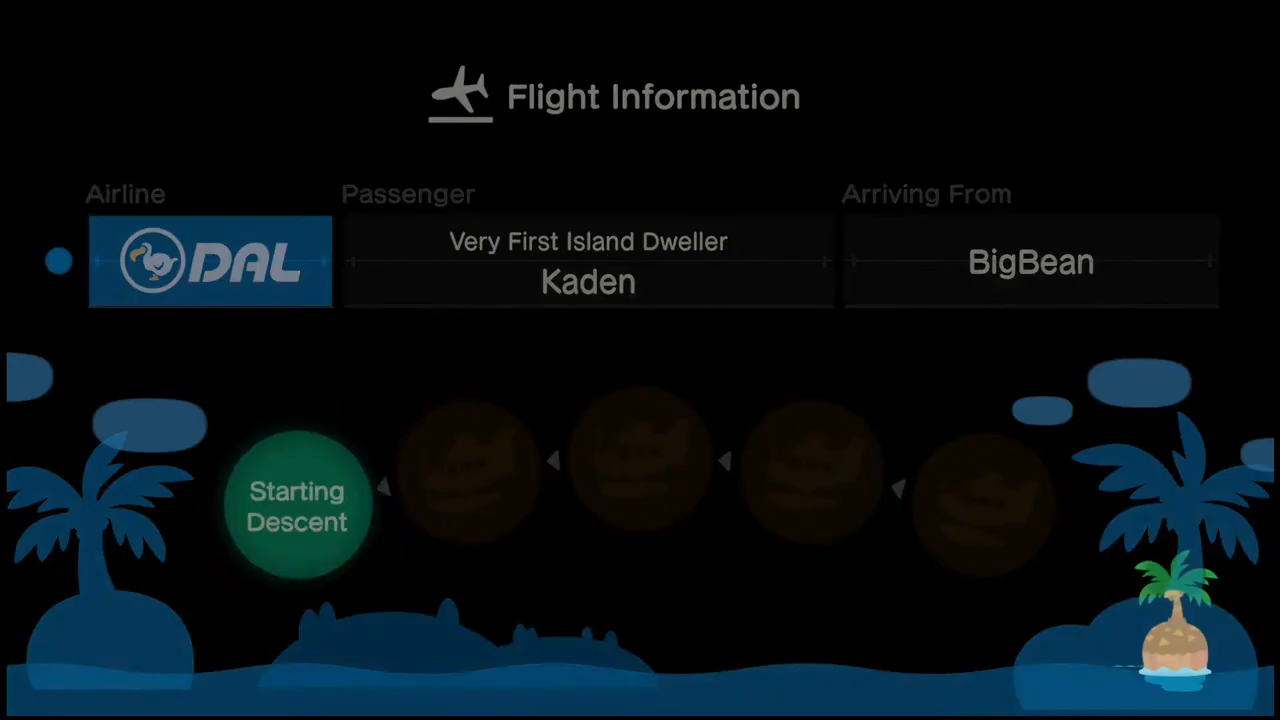 Flight Information
Airline
Passenger
Arriving From
DAL
Very First Island Dweller
Kaden
BigBean
Starting
Descent